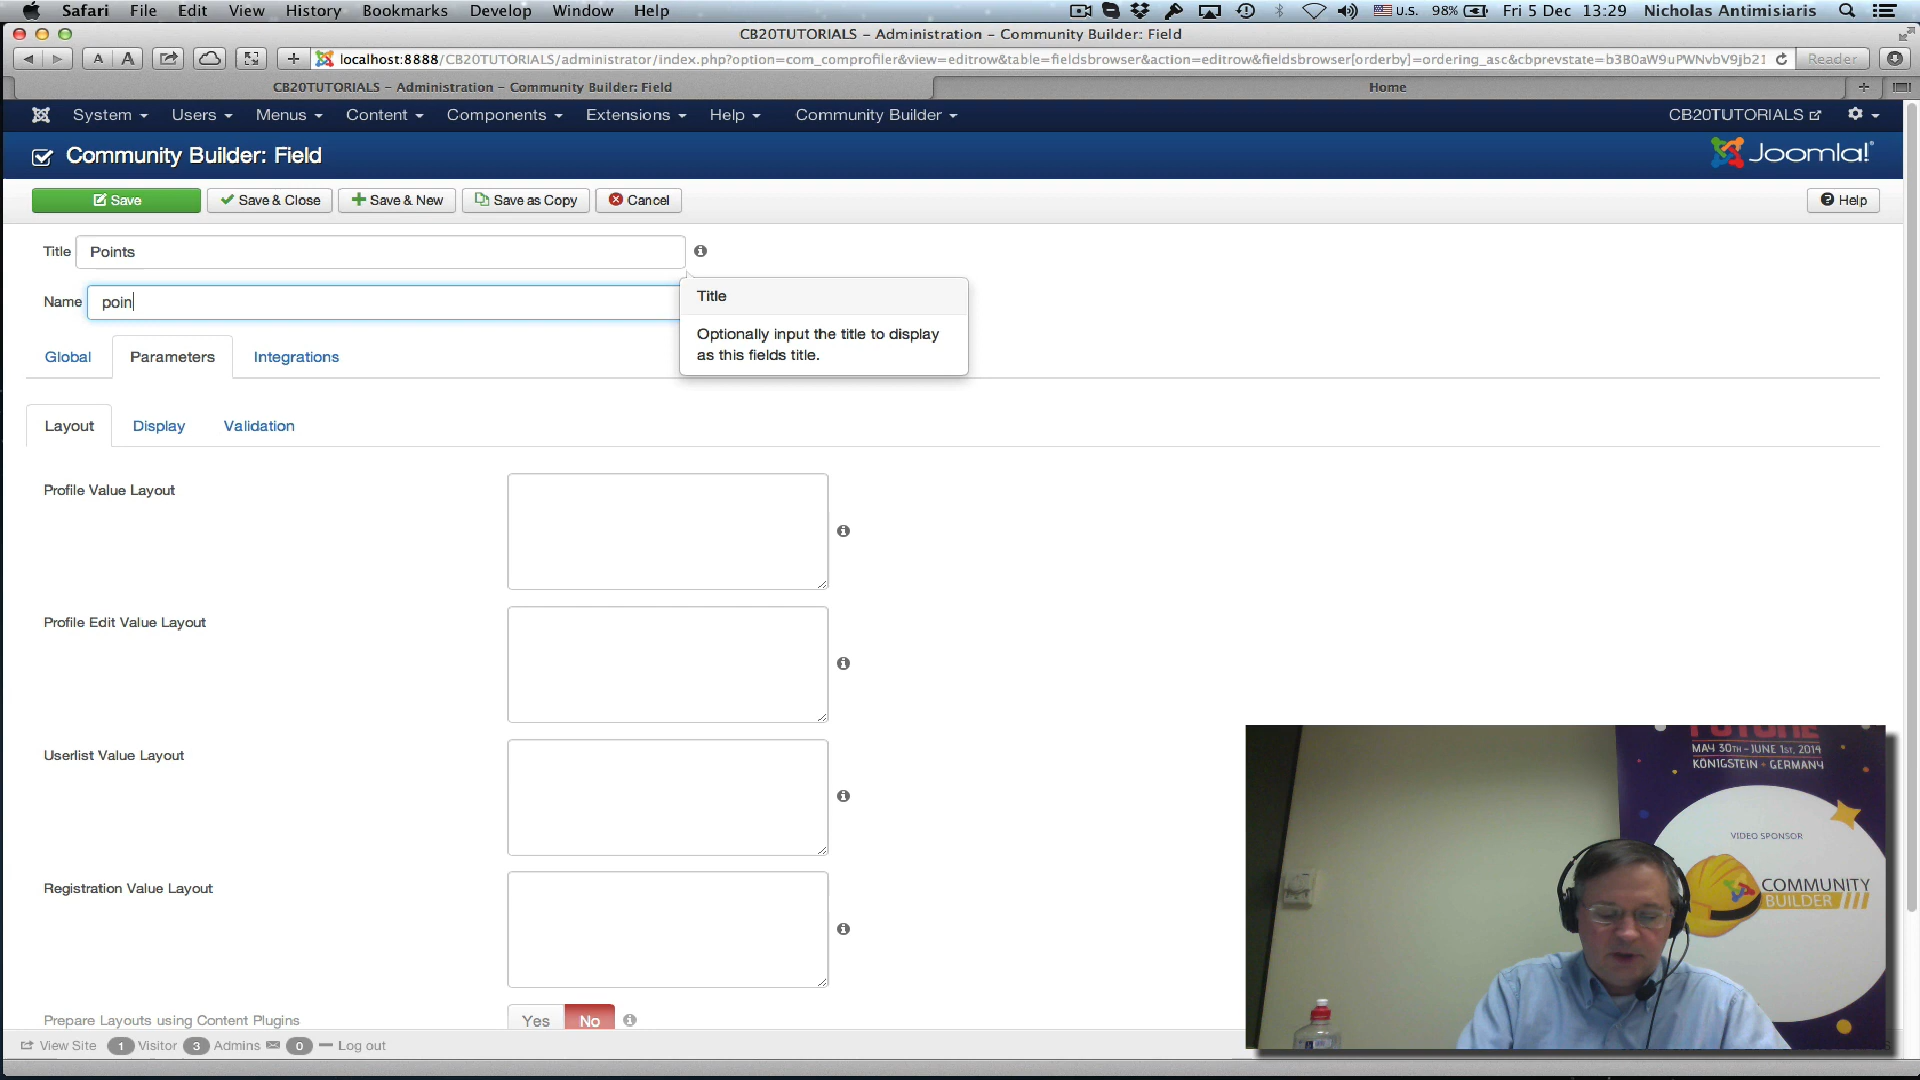 Safari File Edit View History Bookmarks Develop Window Help U.S. 98% Fri 5 Dec 13:29 Nicholas Antimisiaris
CB20TUTORIALS – Administration – Community Builder: Field
A A + localhost:8888/CB20TUTORIALS/administrator/index.php?option=com_comprofiler&view=editrow&table=fieldsbrowser&action=editrow&fieldsbrowser[orderby]=ordering_asc&cbprevstate=b3B0aW9uPWNvbV9jb21 Reader
CB20TUTORIALS – Administration – Community Builder: Field Home +
System Users Menus Content Components Extensions Help Community Builder CB20TUTORIALS
Community Builder: Field Joomla!
Save Save & Close Save & New Save as Copy Cancel Help
Title Points
Name poin
Title
Optionally input the title to display
as this fields title.
Global Parameters Integrations
Layout Display Validation
Profile Value Layout
Profile Edit Value Layout
Userlist Value Layout
Registration Value Layout
Prepare Layouts using Content Plugins Yes No
View Site 1 Visitor 3 Admins 0 Log out
FUTURE
MAY 30TH - JUNE 1ST, 2014
KÖNIGSTEIN - GERMANY
VIDEO SPONSOR
COMMUNITY
BUILDER